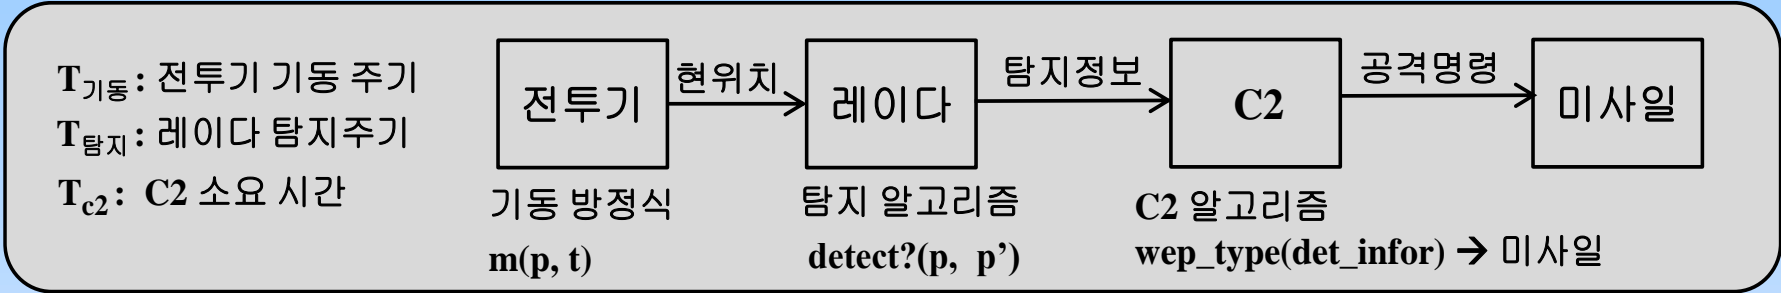 T기동 : 전투기 기동 주기
T탐지 : 레이다 탐지주기
Tc2 : C2 소요 시간
전투기
현위치
레이다
탐지정보
C2
공격명령
미사일
기동 방정식
m(p, t)
탐지 알고리즘
detect?(p, p’)
C2 알고리즘
wep_type(det_infor) → 미사일